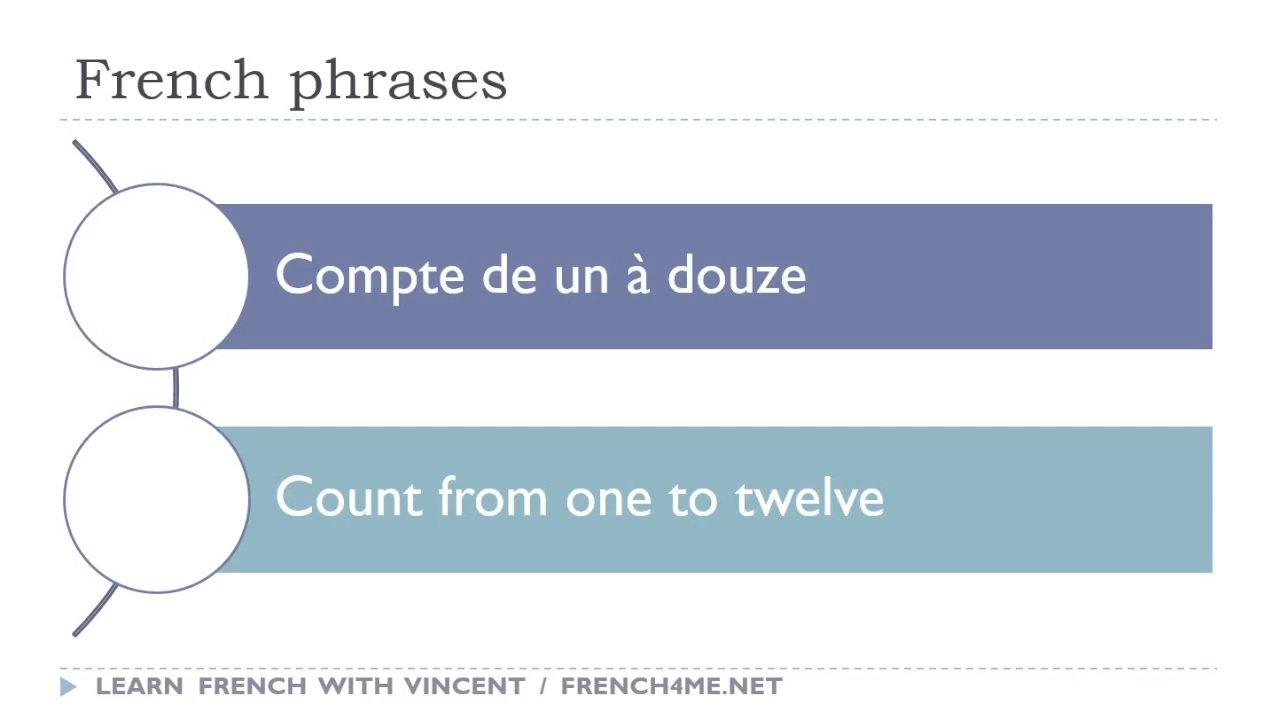 French phrases
Compte de un à douze
Count from one to twelve
LEARN FRENCH WITH VINCENT / FRENCH4ME.NET